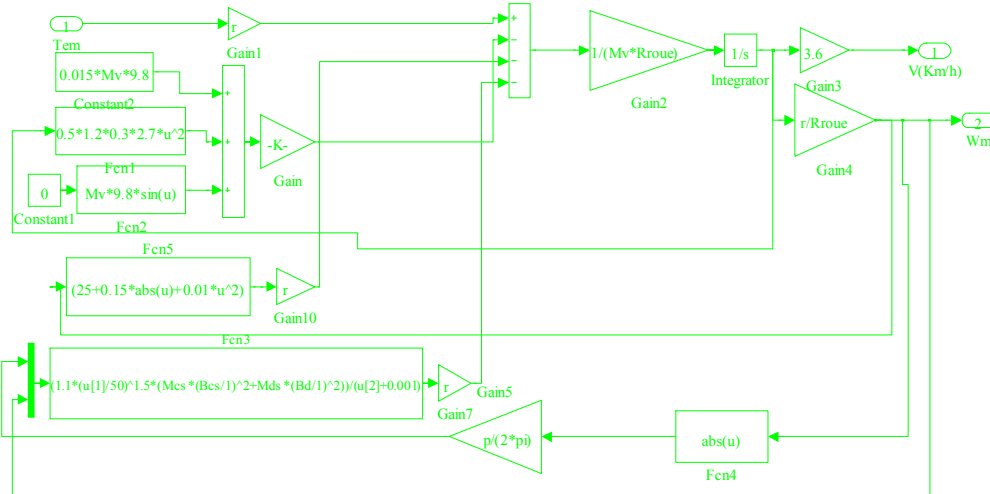 1
Tem
r
Gain1
0.015*Mv*9.8
Constant2
0.5*1.2*0.3*2.7*u^2
Fcn1
0
Constant1
Mv*9.8*sin(u)
Fcn2
+
+
+
-K-
Gain
+
−
−
−
1/(Mv*Rroue)
Gain2
1/s
Integrator
3.6
Gain3
1
V(Km/h)
r/Rroue
Gain4
2
Wm
Fcn5
(25+0.15*abs(u)+0.01*u^2)
r
Gain10
Fcn3
(1.1*(u[1]/50)^1.5*(Mcs*(Bcs/1)^2+Mds*(Bd/1)^2))/(u[2]+0.001)
r
Gain5
Gain7
p/(2*pi)
abs(u)
Fcn4